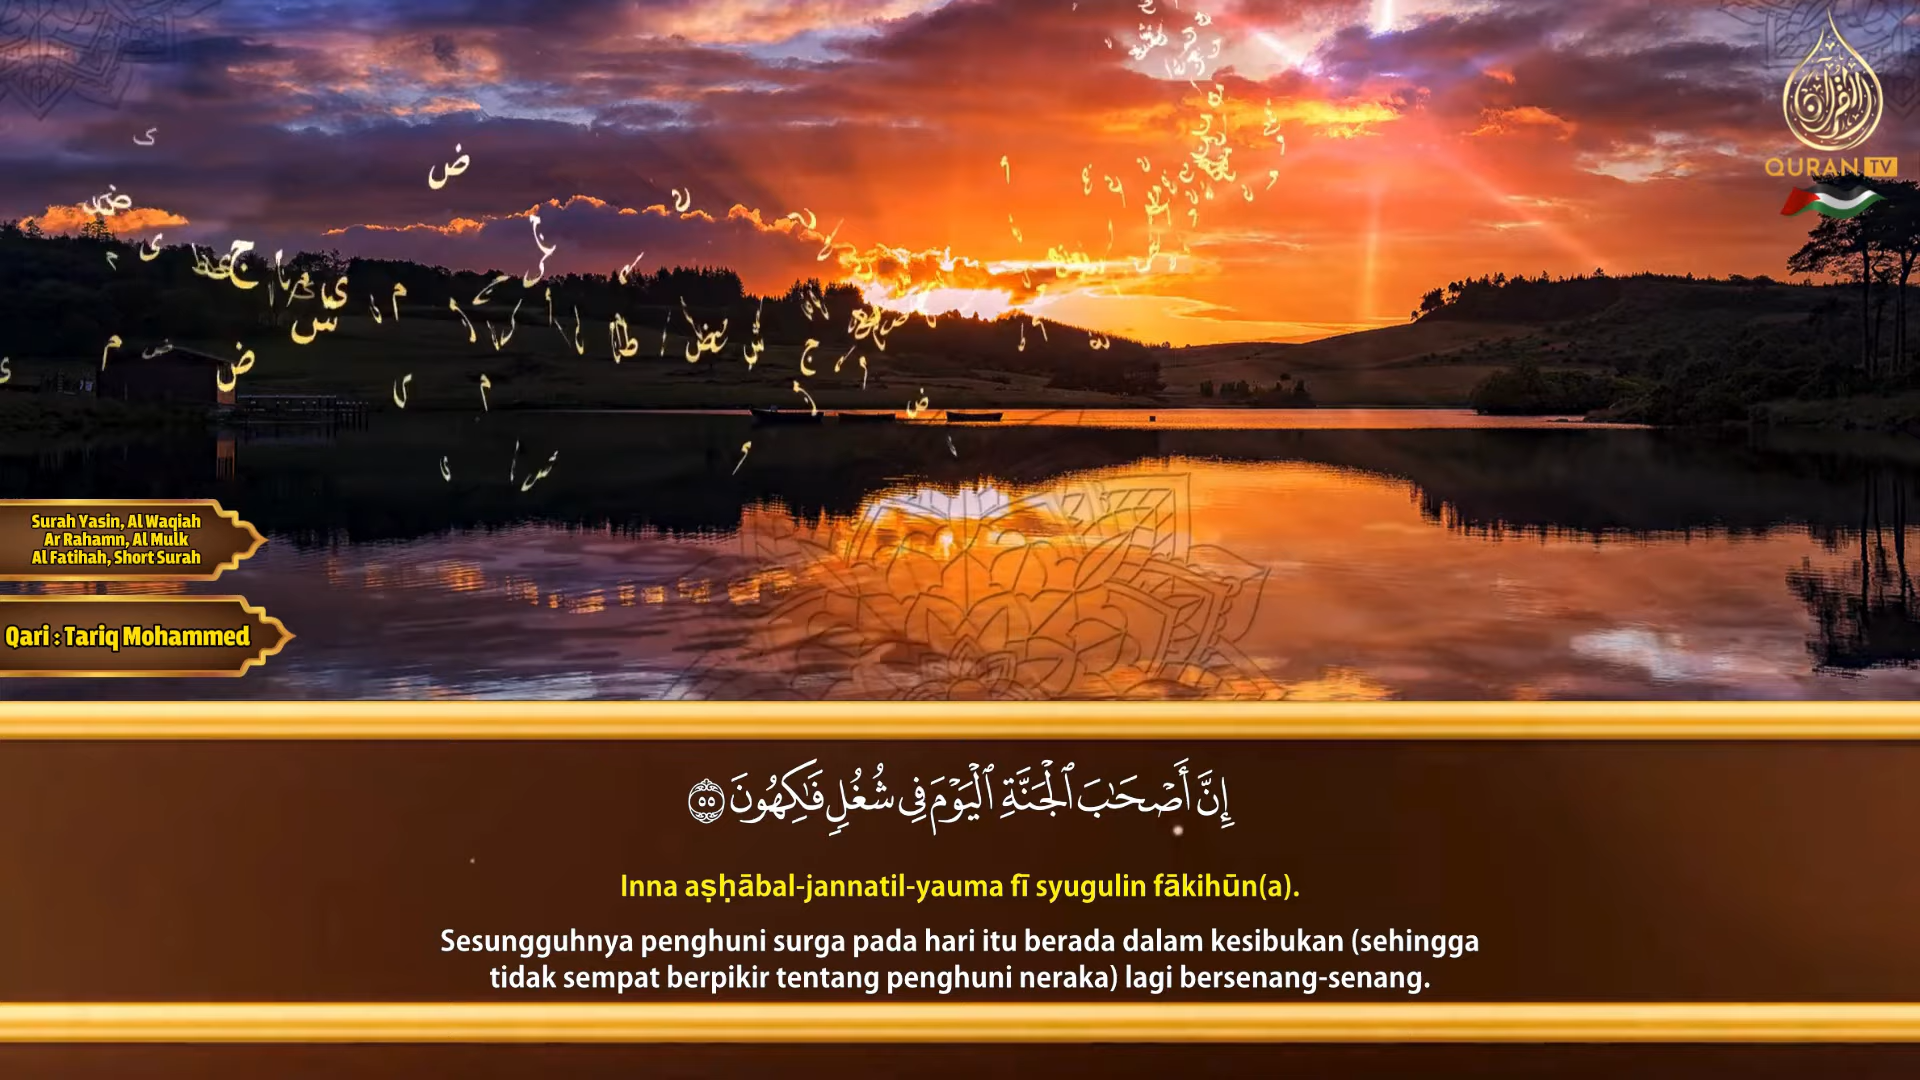 القرآن
QURAN TV
Surah Yasin, Al Waqiah
Ar Rahamn, Al Mulk
Al Fatihah, Short Surah
Qari : Tariq Mohammed
إِنَّ أَصْحَـٰبَ ٱلْجَنَّةِ ٱلْيَوْمَ فِى شُغُلٍ فَـٰكِهُونَ ٥٥
Inna aṣḥābal-jannatil-yauma fī syugulin fākihūn(a).
Sesungguhnya penghuni surga pada hari itu berada dalam kesibukan (sehingga
tidak sempat berpikir tentang penghuni neraka) lagi bersenang-senang.